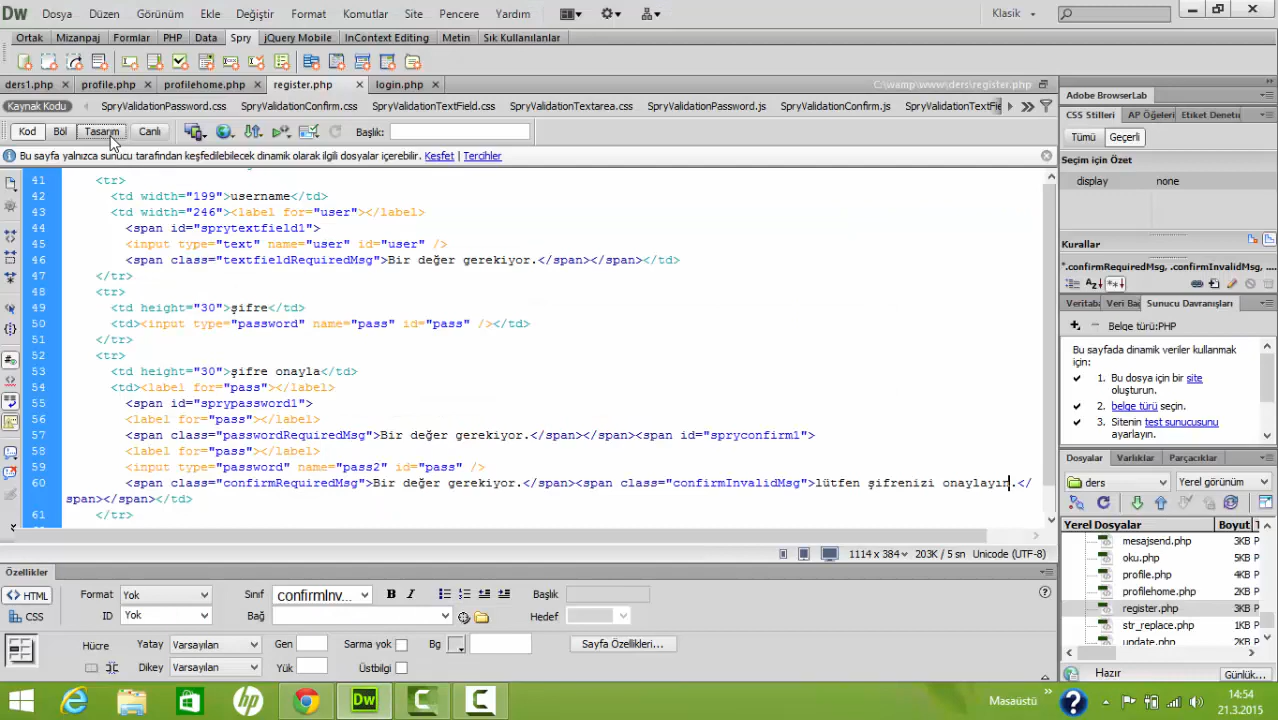 DW Dosya Düzen Görünüm Ekle Değiştir Format Komutlar Site Pencere Yardım Klasik
Ortak Mizanpaj Formlar PHP Data Spry jQuery Mobile InContext Editing Metin Sık Kullanılanlar
ders1.php profile.php profilehome.php register.php login.php C:\wamp\www\ders\register.php
Adobe BrowserLab
Kaynak Kodu SpryValidationPassword.css SpryValidationConfirm.css SpryValidationTextField.css SpryValidationTextarea.css SpryValidationPassword.js SpryValidationConfirm.js
CSS Stilleri AP Öğeleri
Kod Böl Tasarım Canlı Başlık:
Tümü Geçerli
Bu sayfa yalnızca sunucu tarafından keşfedilebilecek dinamik olarak ilgili dosyalar içerebilir. Keşfet | Tercihler
Seçim için Özet
display none
41 <tr>
42 <td width="199">username</td>
43 <td width="246"><label for="user"></label>
44 <span id="sprytextfield1">
45 <input type="text" name="user" id="user" />
46 <span class="textfieldRequiredMsg">Bir değer gerekiyor.</span></span></td>
47 </tr>
48 <tr>
49 <td height="30">şifre</td>
50 <td><input type="password" name="pass" id="pass" /></td>
51 </tr>
52 <tr>
53 <td height="30">şifre onayla</td>
54 <td><label for="pass"></label>
55 <span id="sprypassword1">
56 <label for="pass"></label>
57 <span class="passwordRequiredMsg">Bir değer gerekiyor.</span></span><span id="spryconfirm1">
58 <label for="pass"></label>
59 <input type="password" name="pass2" id="pass" />
60 <span class="confirmRequiredMsg">Bir değer gerekiyor.</span><span class="confirmInvalidMsg">lütfen şifrenizi onaylayin.</
span></span></td>
61 </tr>
Kurallar
*.confirmRequiredMsg, .confirmInvalidMsg, ....
Sunucu Davranışları
Belge türü:PHP
Bu sayfada dinamik veriler kullanmak
için:
1. Bu dosya için bir site
oluşturun.
2. belge türü seçin.
3. Sitenin test sunucusunu
ayarlayın.
Dosyalar Varlıklar Parçacıklar
ders Yerel görünüm
Yerel Dosyalar Boyut
mesajsend.php 3KB P
oku.php 2KB P
profile.php 4KB P
profilehome.php 4KB P
register.php 3KB P
str_replace.php 1KB P
update.php 2KB P
Hazır Günlük...
1114 x 384 203K / 5 sn Unicode (UTF-8)
Özellikler
HTML Format Yok Sınıf confirmInv... B I Başlık
CSS ID Yok Bağ Hedef
Hücre Yatay Varsayılan Gen Sarma yok Bg Sayfa Özellikleri...
Dikey Varsayılan Yük Üstbilgi
Masaüstü
14:54
21.3.2015